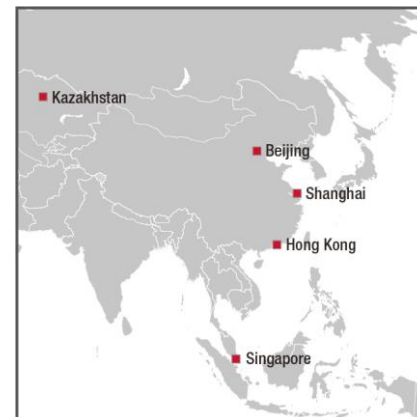 Kazakhstan
Beijing
Shanghai
Hong Kong
Singapore